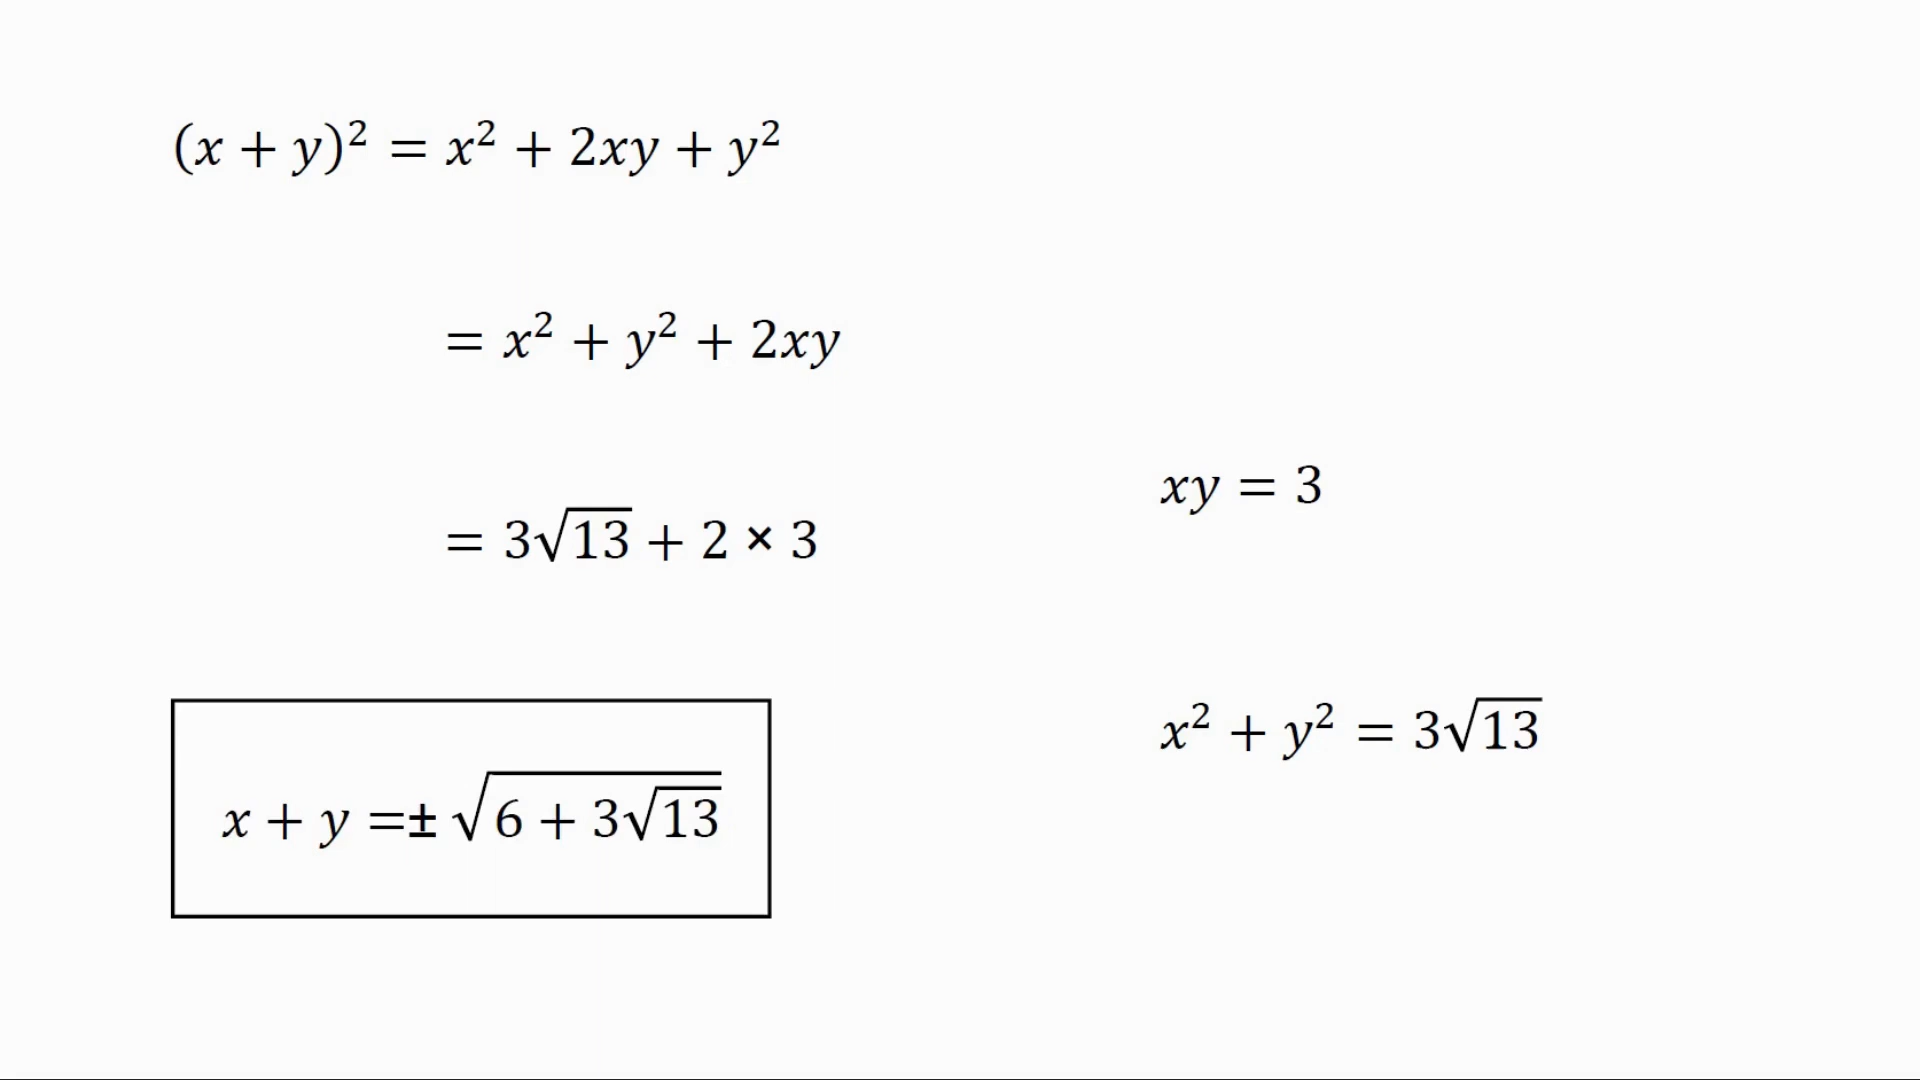 (x + y)² = x² + 2xy + y²
= x² + y² + 2xy
= 3√13 + 2 × 3
x + y =± √(6 + 3√13)
xy = 3
x² + y² = 3√13